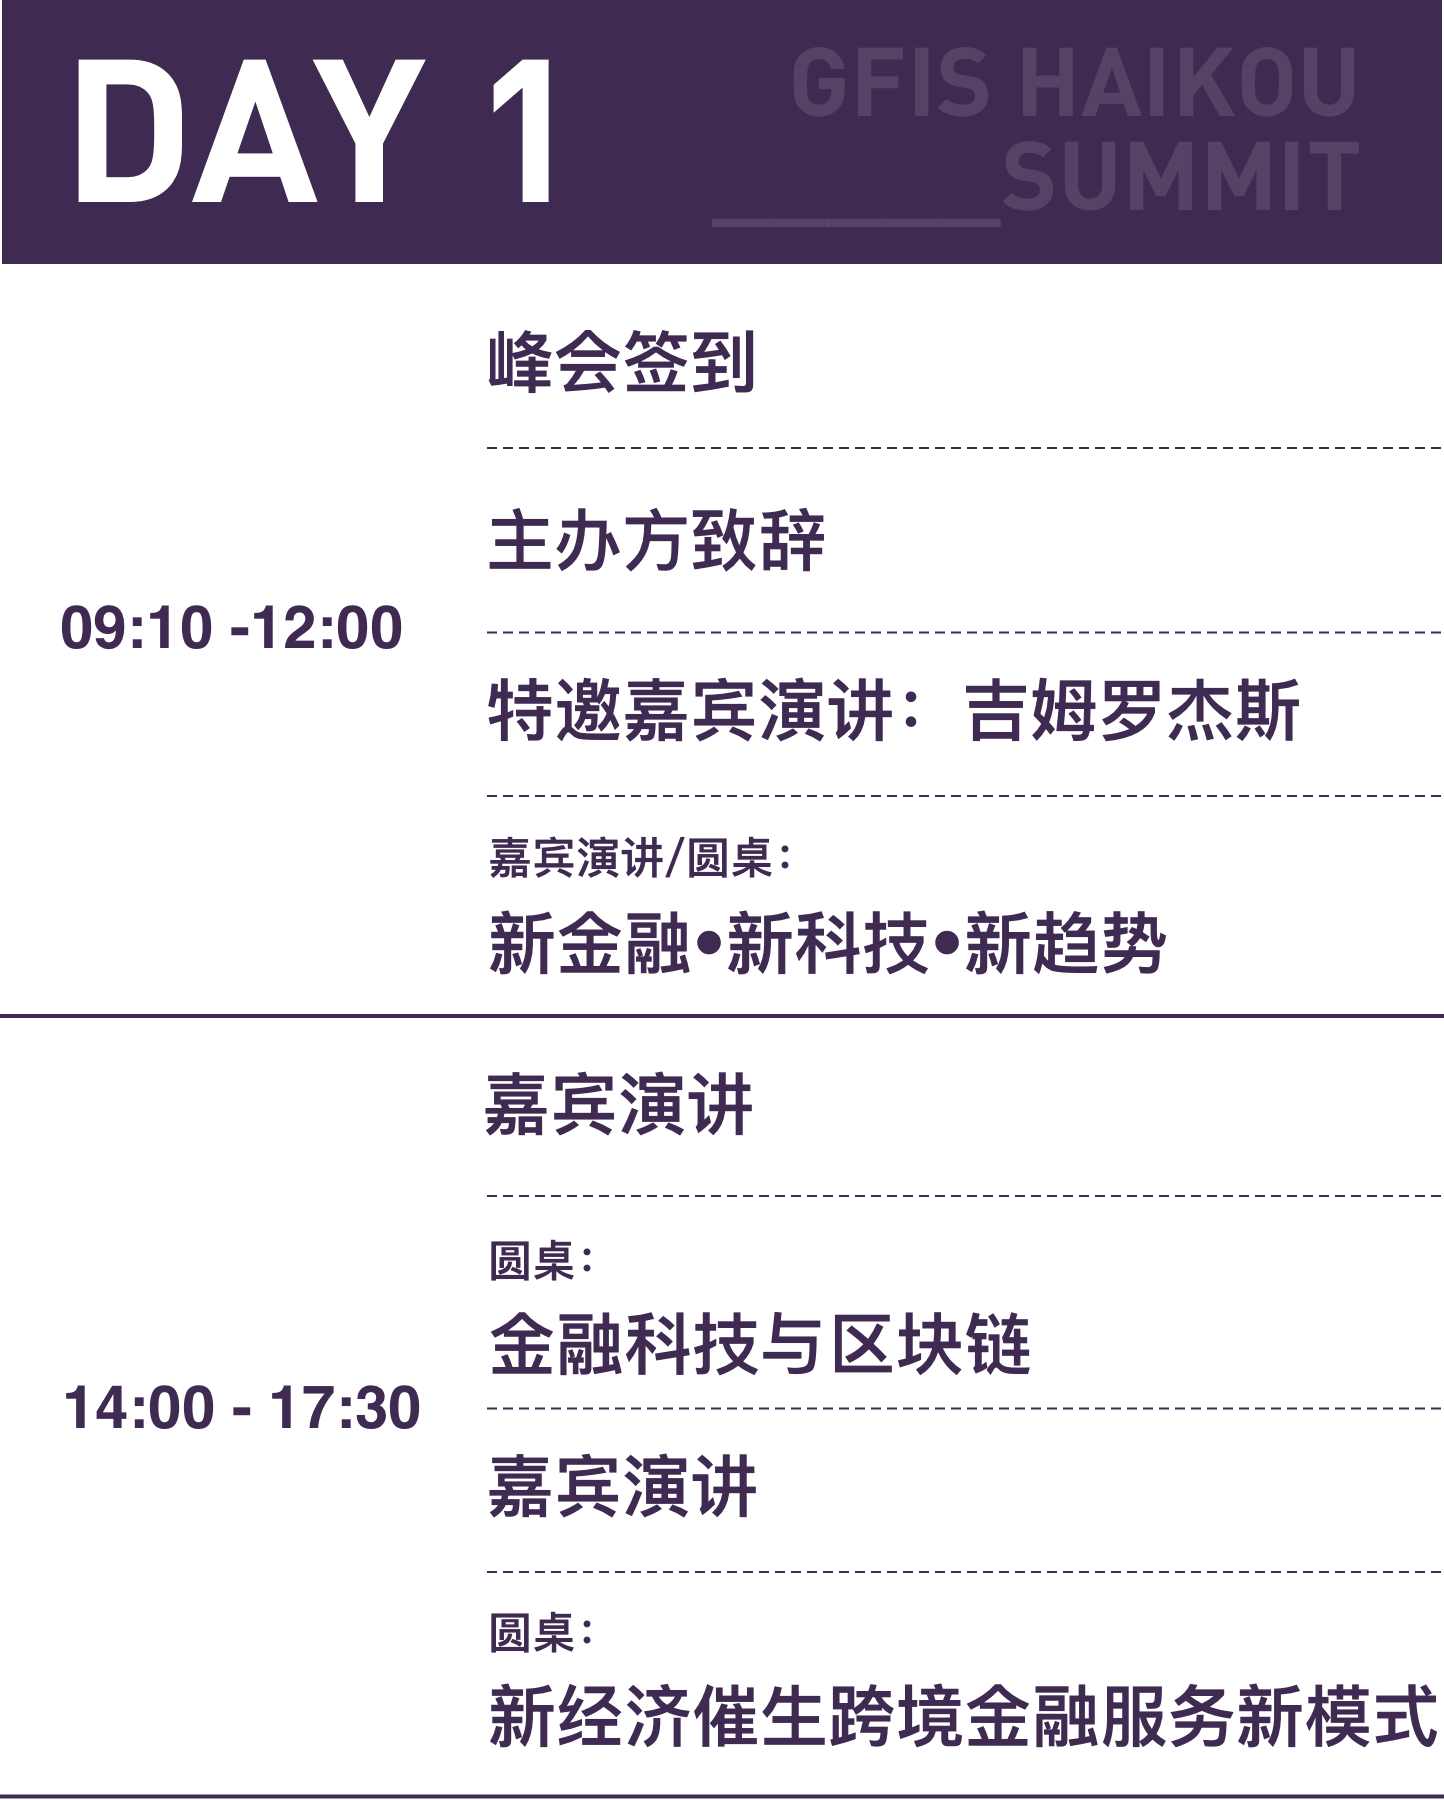 DAY 1
GFIS HAIKOU
____SUMMIT
峰会签到
主办方致辞
09:10 -12:00
特邀嘉宾演讲：吉姆罗杰斯
嘉宾演讲/圆桌：
新金融•新科技•新趋势
嘉宾演讲
圆桌：
金融科技与区块链
14:00 - 17:30
嘉宾演讲
圆桌：
新经济催生跨境金融服务新模式